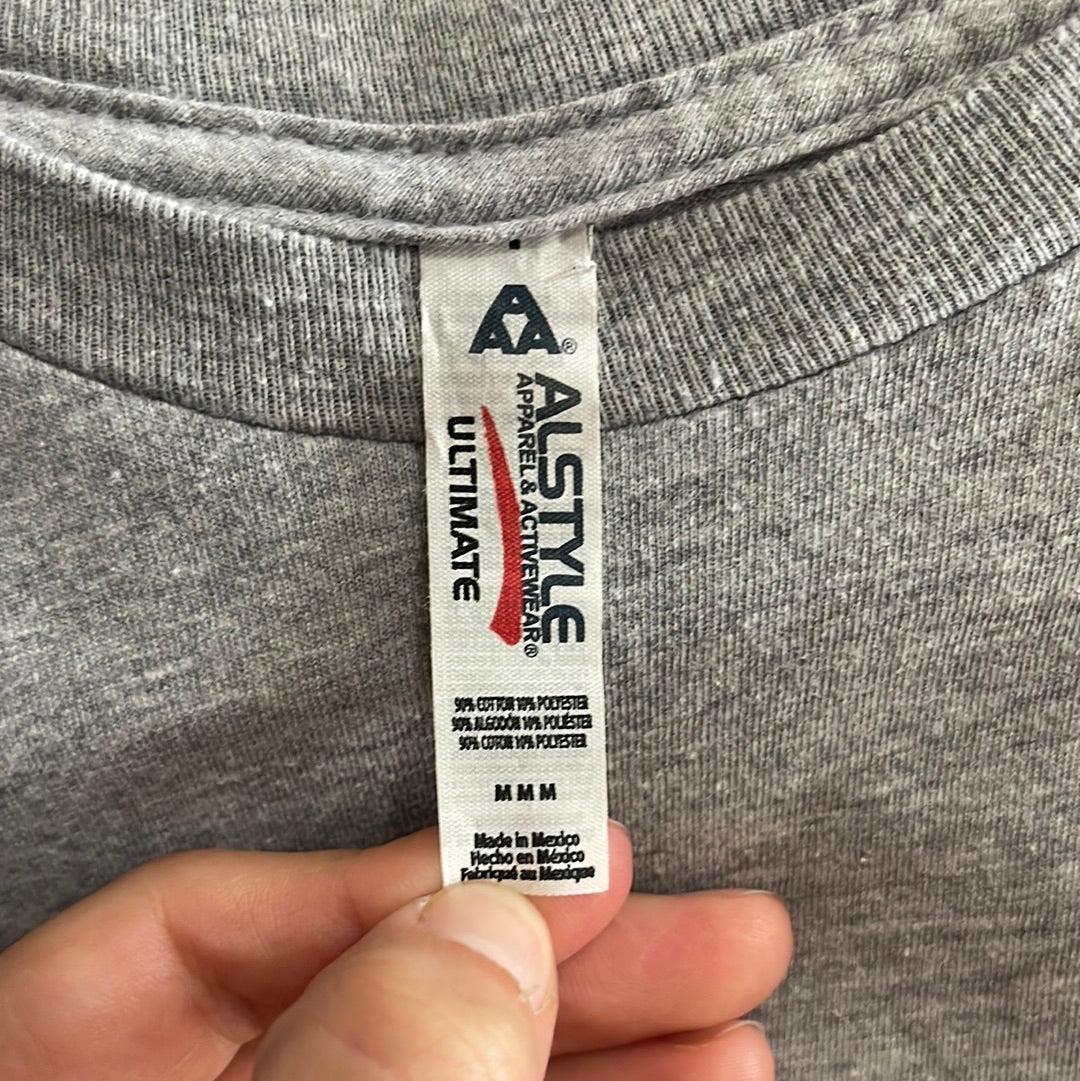 AAA®
ALSTYLE
APPAREL & ACTIVEWEAR®
ULTIMATE
90% COTTON 10% POLYESTER
90% ALGODÓN 10% POLIÉSTER
90% COTON 10% POLYESTER
M M M
Made in Mexico
Hecho en México
Fabriqué au Mexique